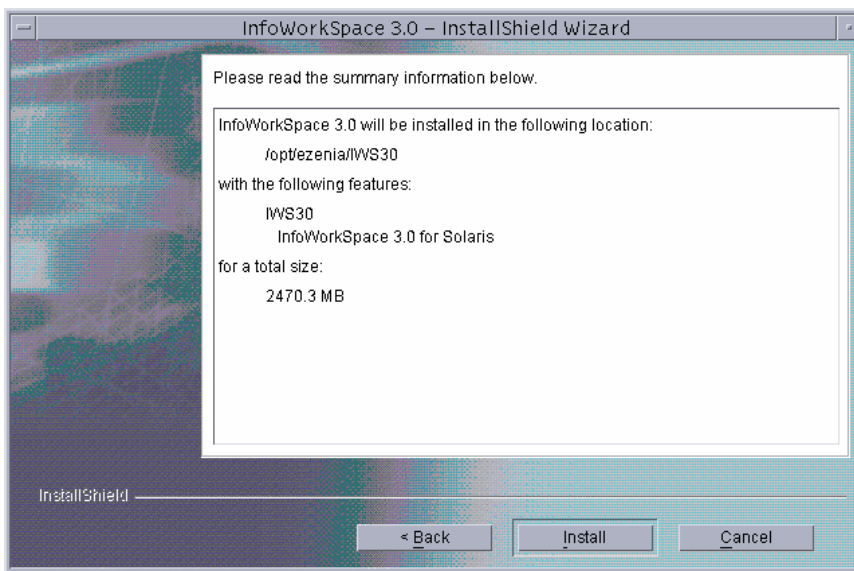 InfoWorkSpace 3.0 – InstallShield Wizard
Please read the summary information below.
InfoWorkSpace 3.0 will be installed in the following location:
/opt/ezenia/IWS30
with the following features:
IWS30
InfoWorkSpace 3.0 for Solaris
for a total size:
2470.3 MB
InstallShield
< Back
Install
Cancel